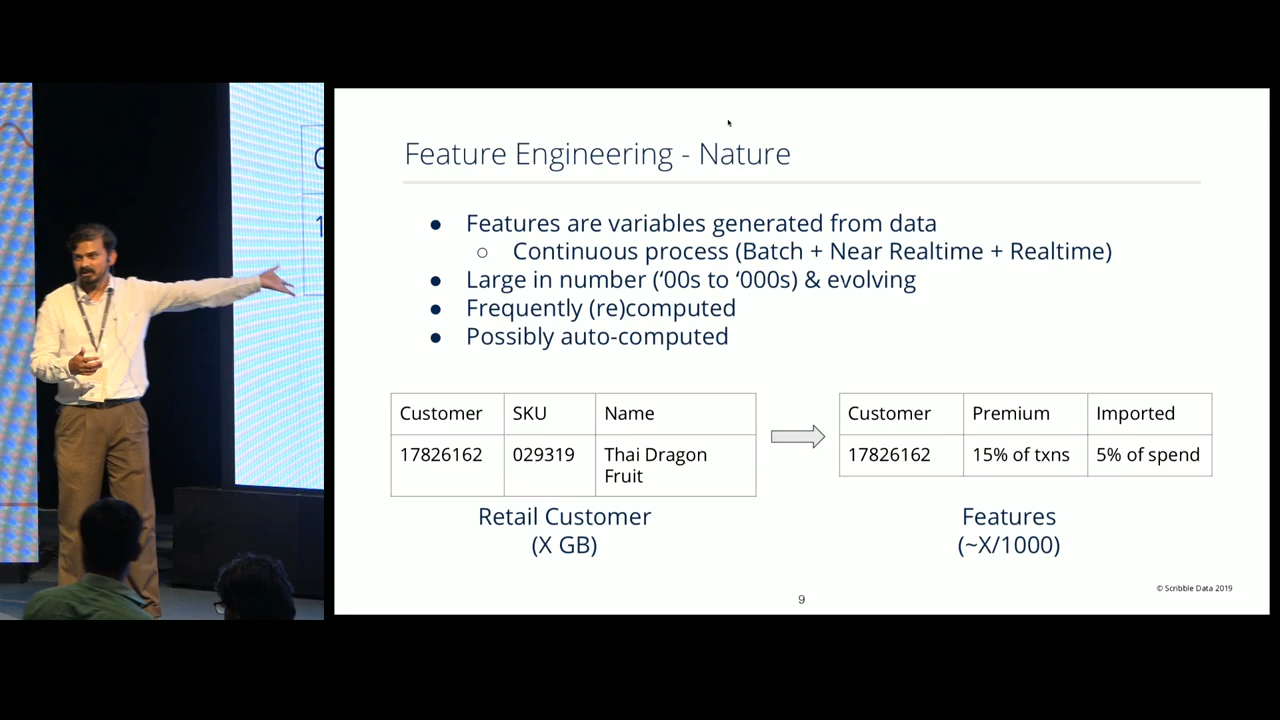 Feature Engineering - Nature
● Features are variables generated from data
○ Continuous process (Batch + Near Realtime + Realtime)
● Large in number (‘00s to ‘000s) & evolving
● Frequently (re)computed
● Possibly auto-computed
Customer SKU Name
17826162 029319 Thai Dragon
Fruit
Customer Premium Imported
17826162 15% of txns 5% of spend
Retail Customer
(X GB)
Features
(~X/1000)
© Scribble Data 2019
9